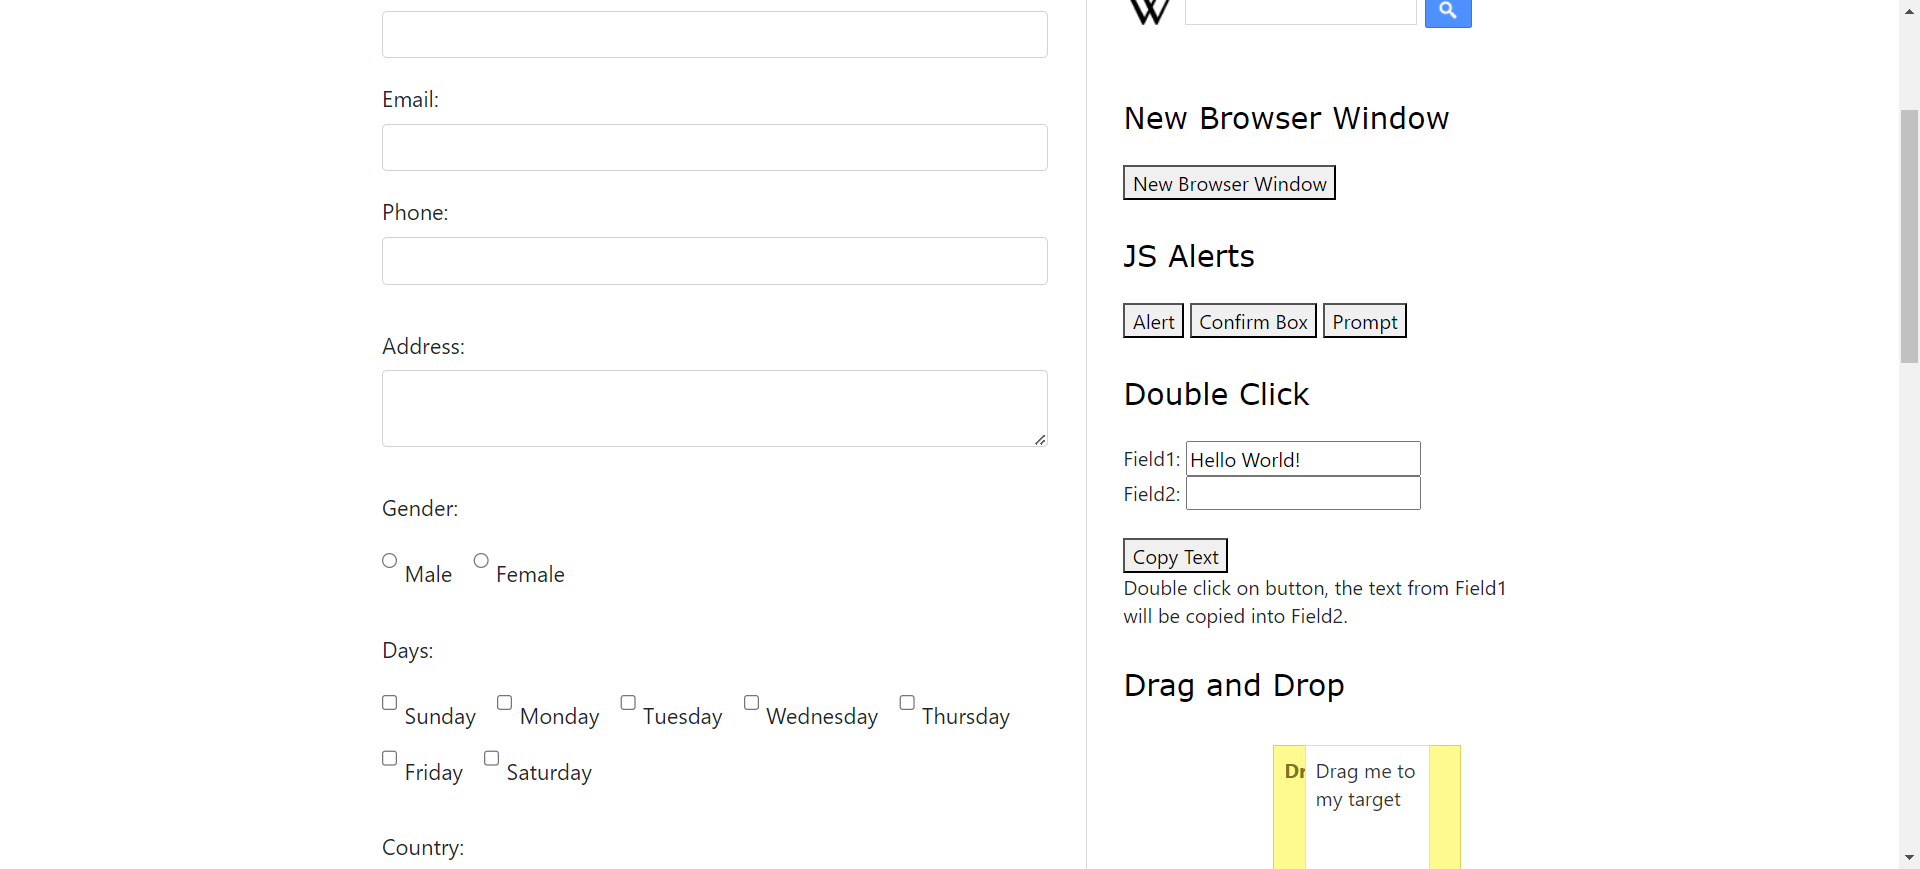 Email:
Phone:
Address:
Gender:
Male Female
Days:
Sunday Monday Tuesday Wednesday Thursday
Friday Saturday
Country:
W
New Browser Window
New Browser Window
JS Alerts
Alert Confirm Box Prompt
Double Click
Field1: Hello World!
Field2:
Copy Text
Double click on button, the text from Field1
will be copied into Field2.
Drag and Drop
Dr
Drag me to
my target